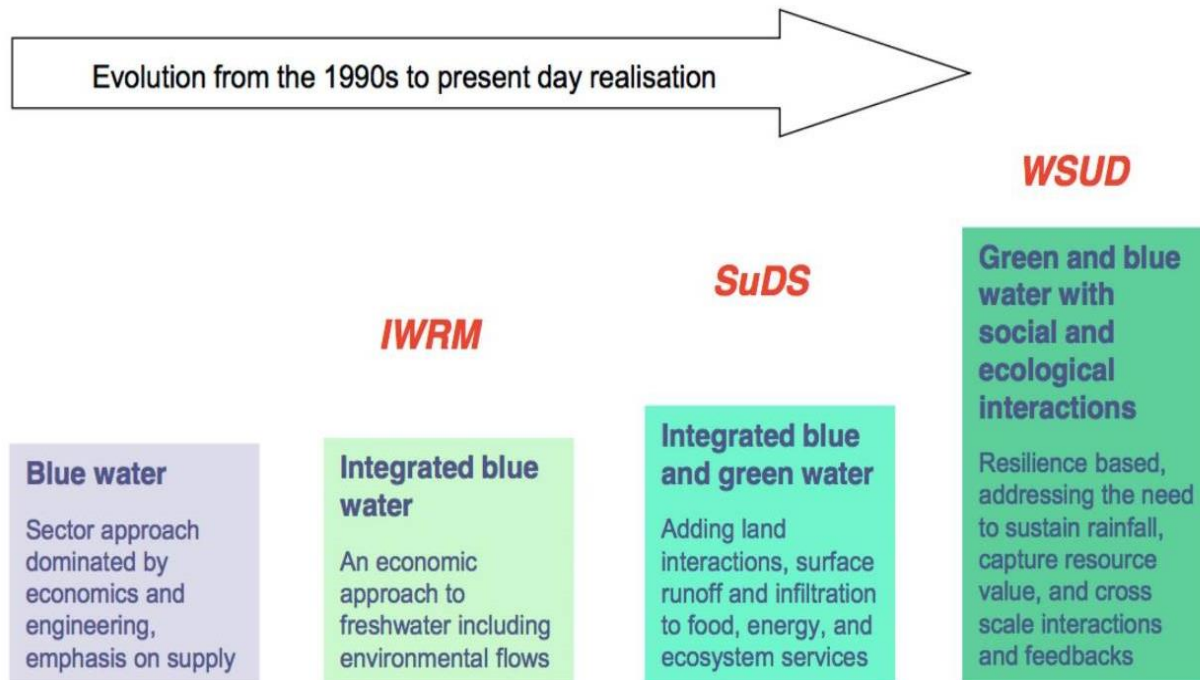 Evolution from the 1990s to present day realisation
WSUD
SuDS
IWRM
Blue water
Sector approach
dominated by
economics and
engineering,
emphasis on supply
Integrated blue
water
An economic
approach to
freshwater including
environmental flows
Integrated blue
and green water
Adding land
interactions, surface
runoff and infiltration
to food, energy, and
ecosystem services
Green and blue
water with
social and
ecological
interactions
Resilience based,
addressing the need
to sustain rainfall,
capture resource
value, and cross
scale interactions
and feedbacks